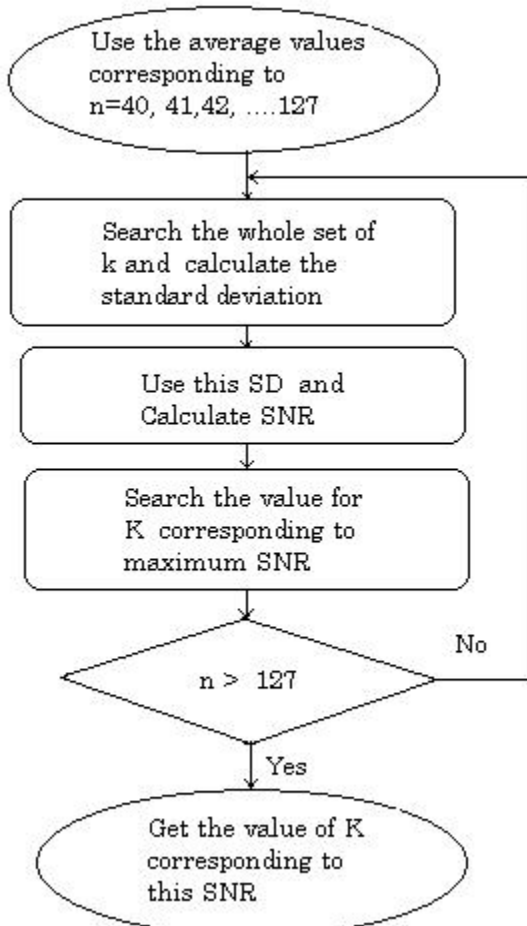 Use the average values
corresponding to
n=40, 41,42, ....127
Search the whole set of
k and calculate the
standard deviation
Use this SD and
Calculate SNR
Search the value for
K corresponding to
maximum SNR
n > 127
No
Yes
Get the value of K
corresponding to
this SNR